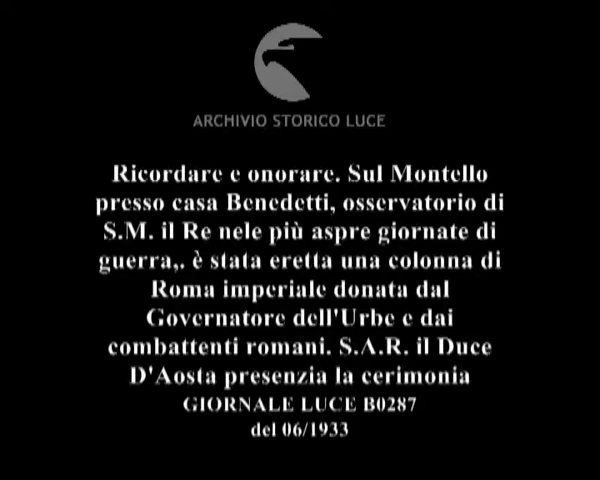 ARCHIVIO STORICO LUCE
Ricordare e onorare. Sul Montello
presso casa Benedetti, osservatorio di
S.M. il Re nele più aspre giornate di
guerra,. è stata eretta una colonna di
Roma imperiale donata dal
Governatore dell'Urbe e dai
combattenti romani. S.A.R. il Duce
D'Aosta presenzia la cerimonia
GIORNALE LUCE B0287
del 06/1933